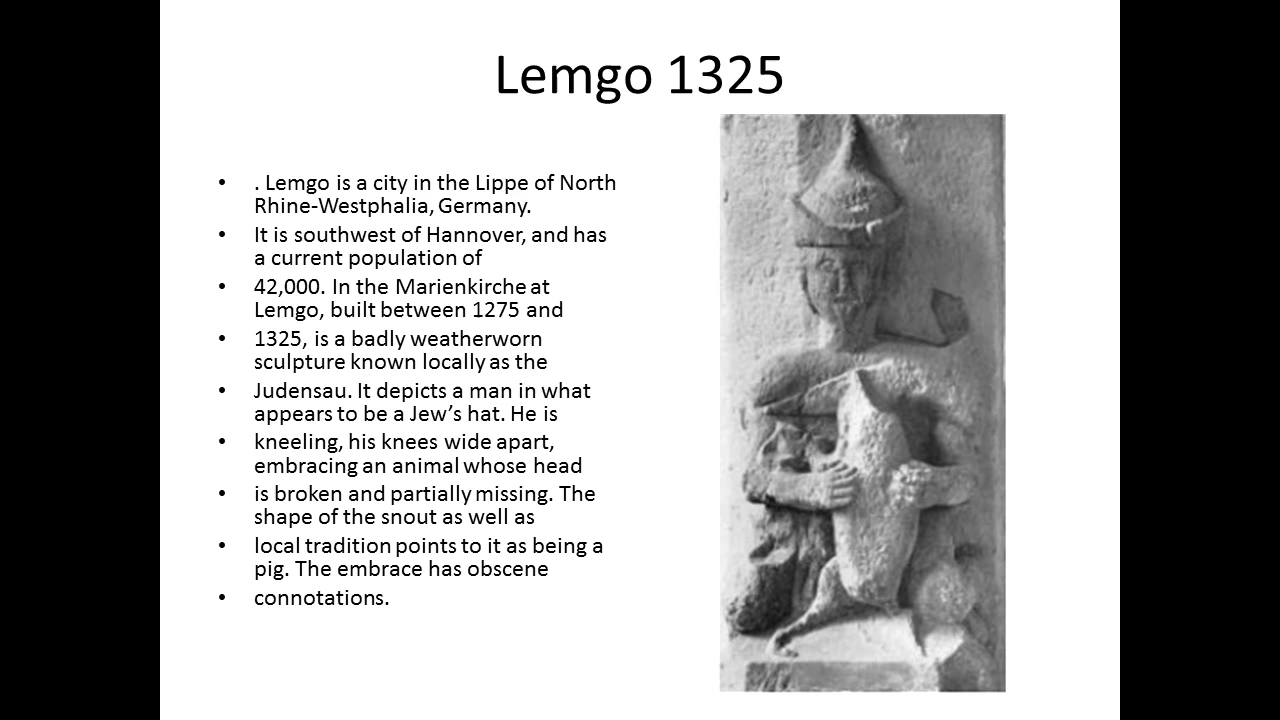 Lemgo 1325
• . Lemgo is a city in the Lippe of North
Rhine-Westphalia, Germany.
• It is southwest of Hannover, and has
a current population of
• 42,000. In the Marienkirche at
Lemgo, built between 1275 and
• 1325, is a badly weatherworn
sculpture known locally as the
• Judensau. It depicts a man in what
appears to be a Jew’s hat. He is
• kneeling, his knees wide apart,
embracing an animal whose head
• is broken and partially missing. The
shape of the snout as well as
• local tradition points to it as being a
pig. The embrace has obscene
• connotations.